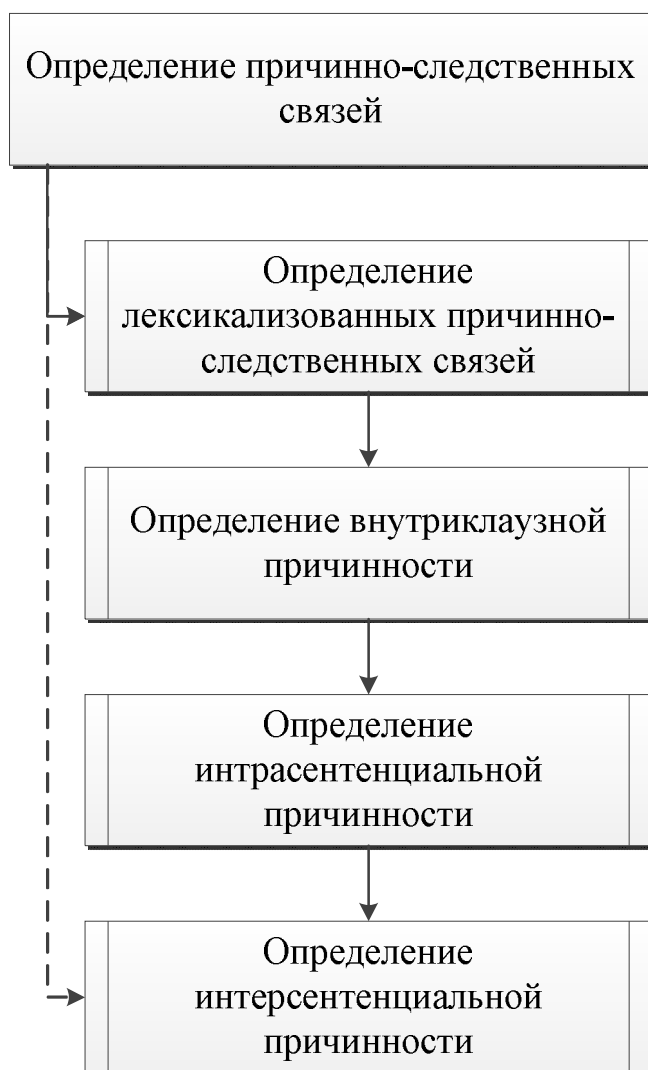 Определение причинно-следственных
связей
Определение
лексикализованных причинно-
следственных связей
Определение внутриклаузной
причинности
Определение
интрасентенциальной
причинности
Определение
интерсентенциальной
причинности